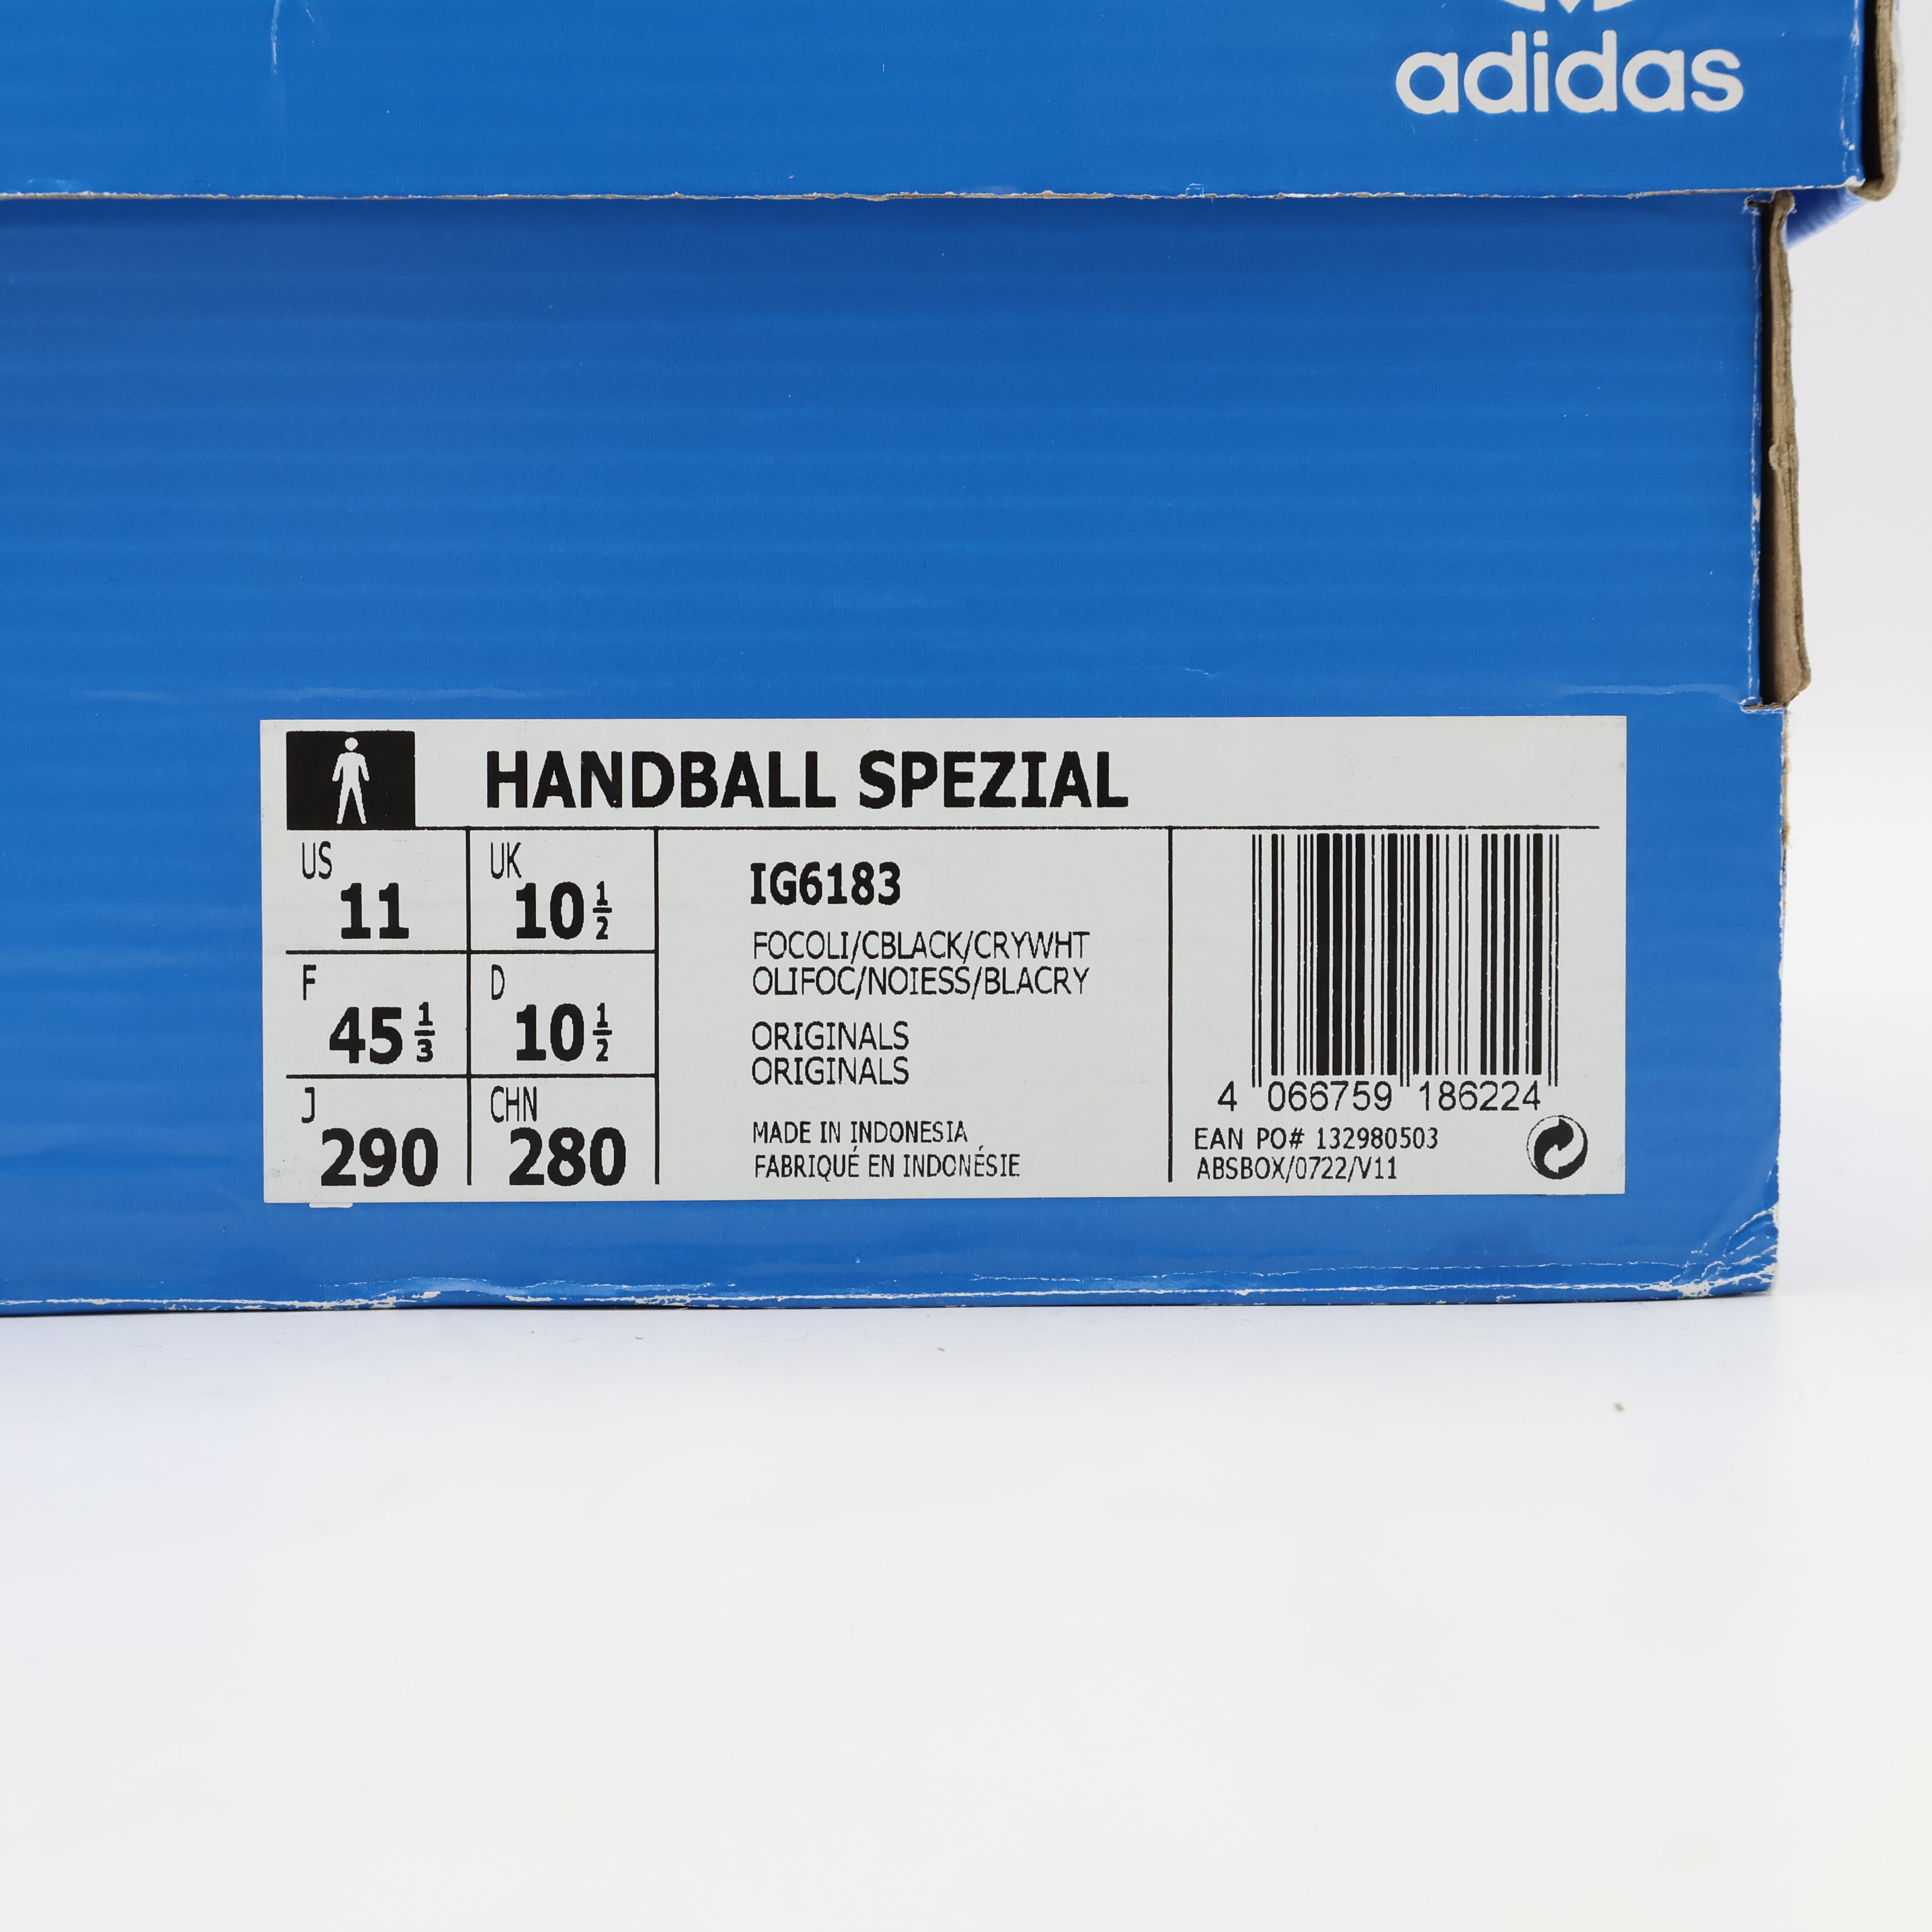 adidas
HANDBALL SPEZIAL
US
11
UK
10 1/2
F
45 1/3
D
10 1/2
J
290
CHN
280
IG6183
FOCOLI/CBLACK/CRYWHT
OLIFOC/NOIESS/BLACRY
ORIGINALS
ORIGINALS
MADE IN INDONESIA
FABRIQUÉ EN INDONÉSIE
4 066759 186224
EAN PO# 132980503
ABSBOX/0722/V11